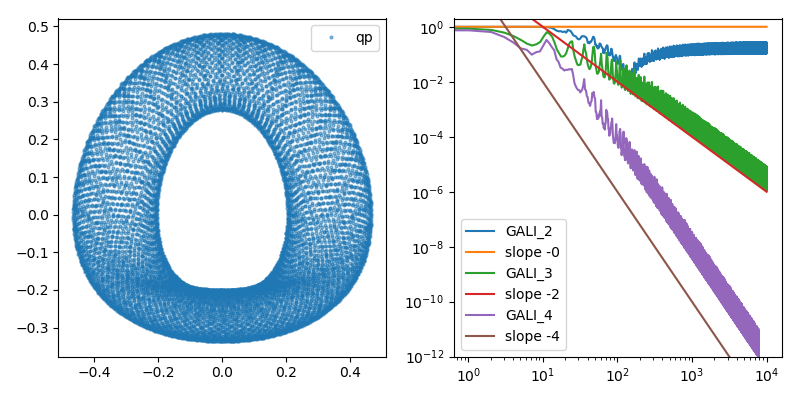 qp
0.5
0.4
0.3
0.2
0.1
0.0
−0.1
−0.2
−0.3
−0.4 −0.2 0.0 0.2 0.4
10^0
10^−2
10^−4
10^−6
10^−8
10^−10
10^−12
GALI_2
slope -0
GALI_3
slope -2
GALI_4
slope -4
10^0 10^1 10^2 10^3 10^4